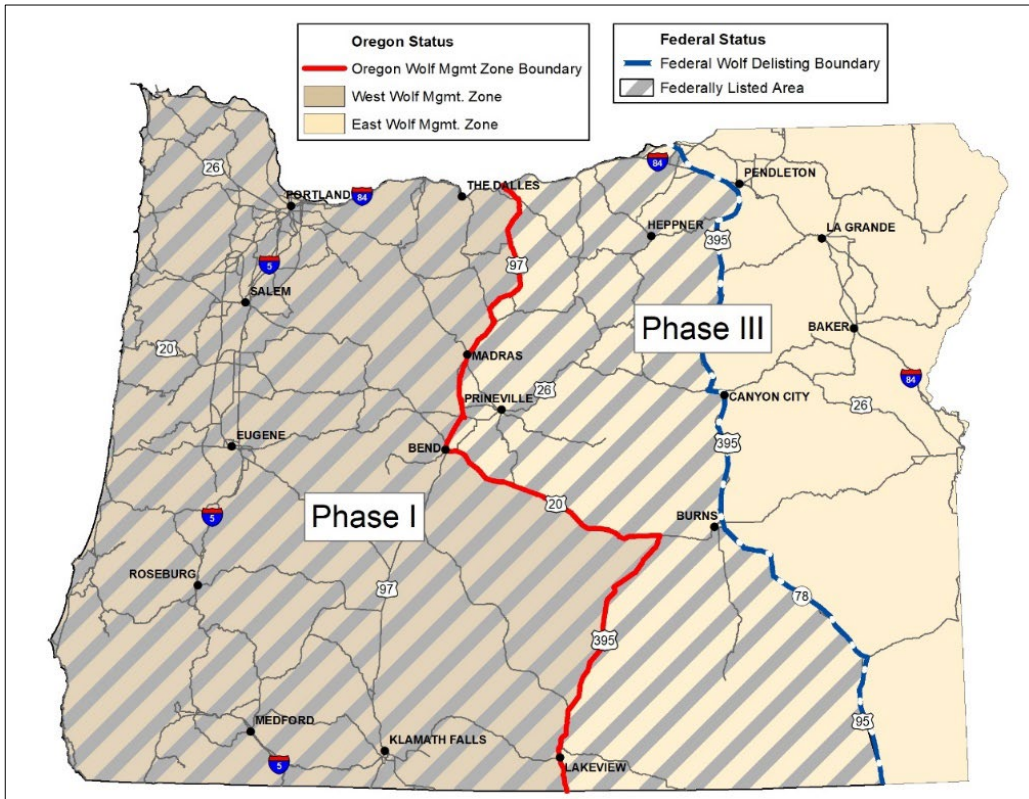 Oregon Status
Oregon Wolf Mgmt Zone Boundary
West Wolf Mgmt. Zone
East Wolf Mgmt. Zone
Federal Status
Federal Wolf Delisting Boundary
Federally Listed Area
26
PORTLAND
84
THE DALLES
84
PENDLETON
HEPPNER
395
LA GRANDE
5
97
SALEM
Phase III
BAKER
20
MADRAS
84
26
PRINEVILLE
CANYON CITY
26
EUGENE
BEND
395
20
Phase I
5
BURNS
ROSEBURG
97
78
395
MEDFORD
KLAMATH FALLS
95
5
LAKEVIEW